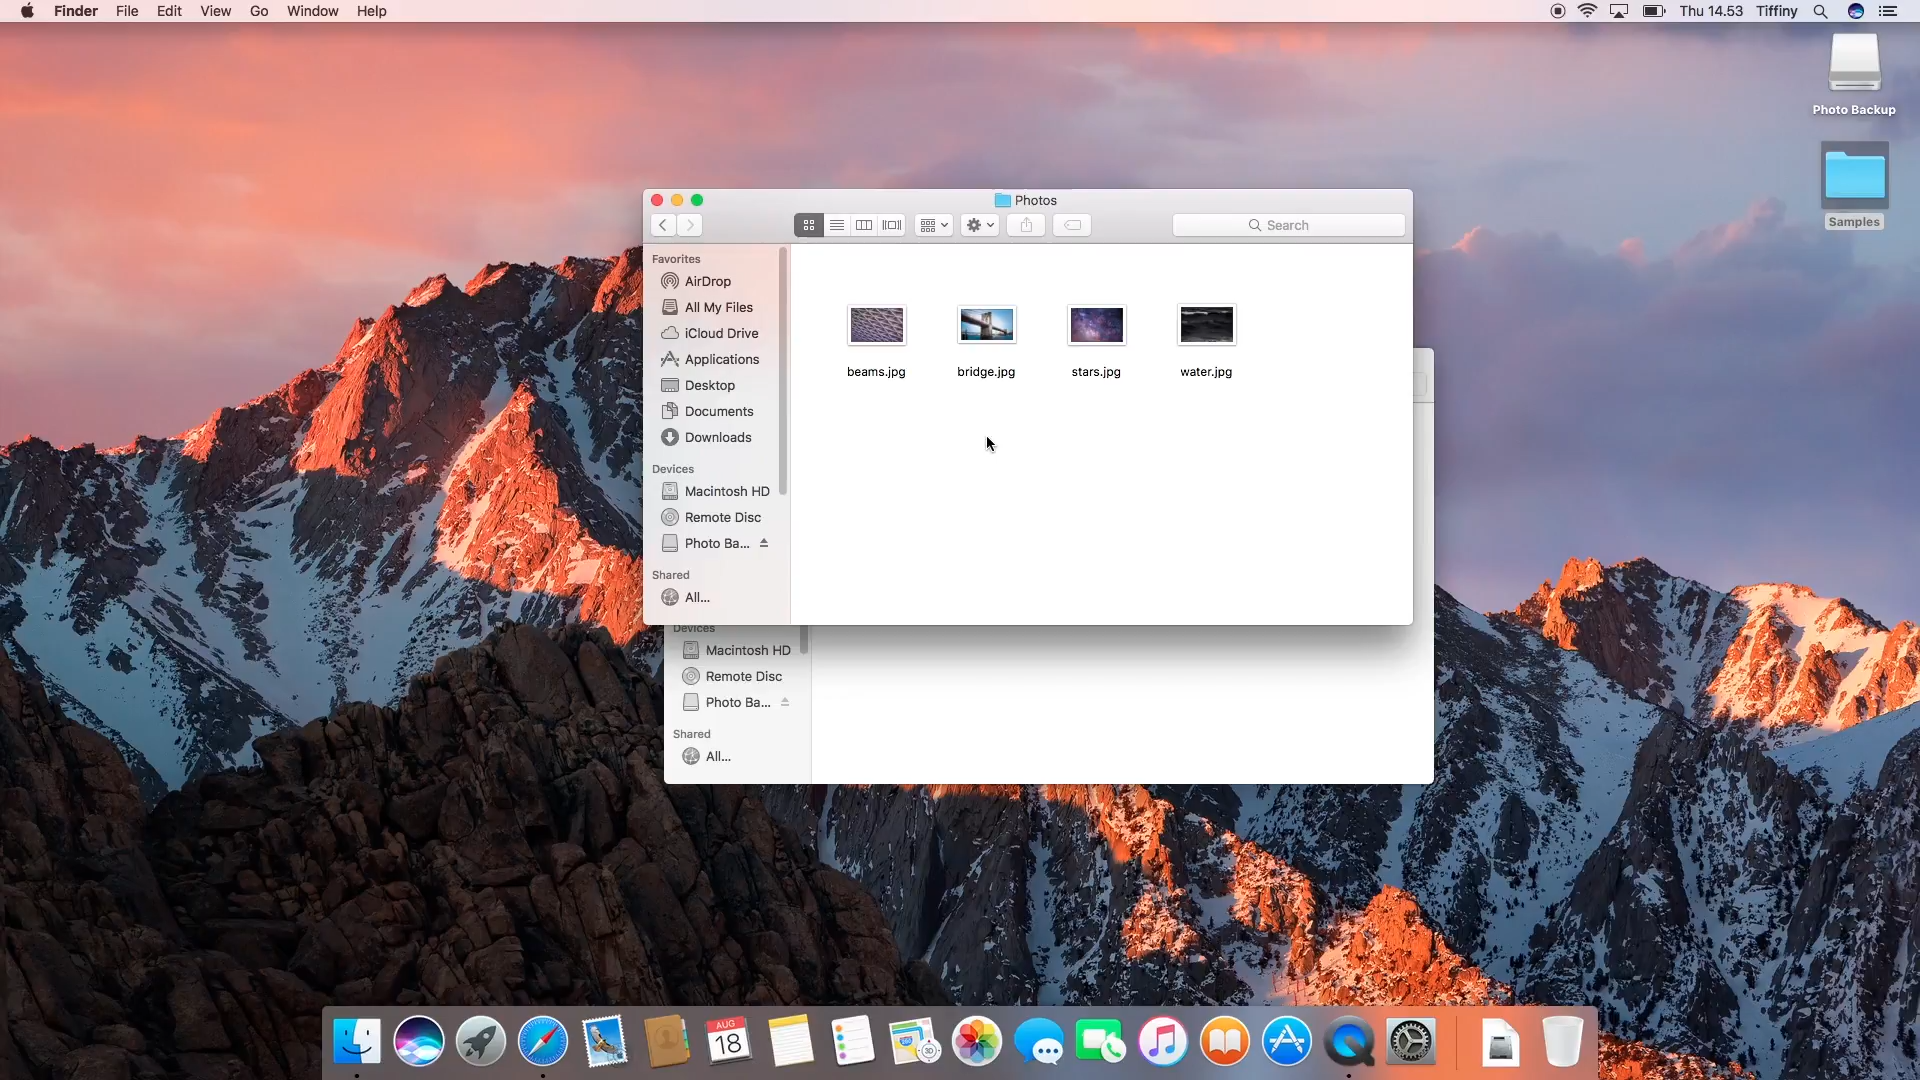 Finder File Edit View Go Window Help
Thu 14.53 Tiffiny
Photo Backup
Samples
Photos
Search
Favorites
AirDrop
All My Files
iCloud Drive
Applications
Desktop
Documents
Downloads
Devices
Macintosh HD
Remote Disc
Photo Ba...
Shared
All...
beams.jpg
bridge.jpg
stars.jpg
water.jpg
Devices
Macintosh HD
Remote Disc
Photo Ba...
Shared
All...
AUG
18
280
3D